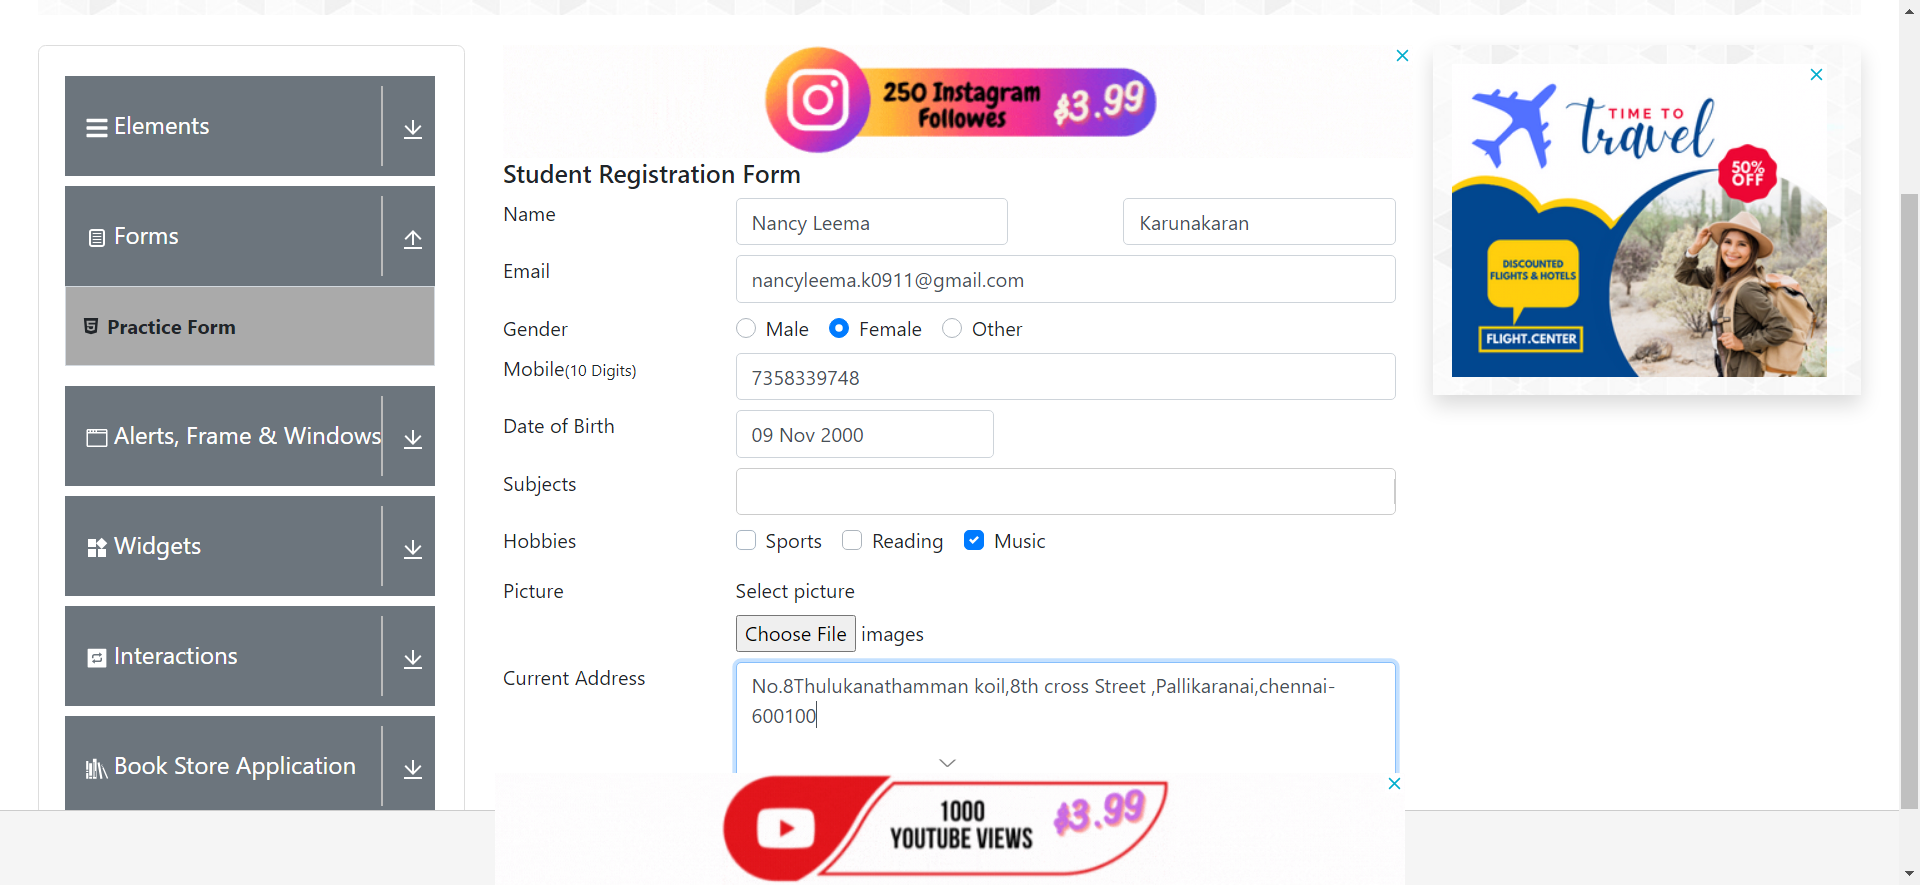 Elements
Forms
Practice Form
Alerts, Frame & Windows
Widgets
Interactions
Book Store Application
250 Instagram
Followes
$3.99
Student Registration Form
Name
Nancy Leema
Karunakaran
Email
nancyleema.k0911@gmail.com
Gender
Male
Female
Other
Mobile(10 Digits)
7358339748
Date of Birth
09 Nov 2000
Subjects
Hobbies
Sports
Reading
Music
Picture
Select picture
Choose File images
Current Address
No.8Thulukanathamman koil,8th cross Street ,Pallikaranai,chennai-
600100
1000
YOUTUBE VIEWS
$3.99
TIME TO
travel
50%
OFF
DISCOUNTED
FLIGHTS & HOTELS
FLIGHT.CENTER